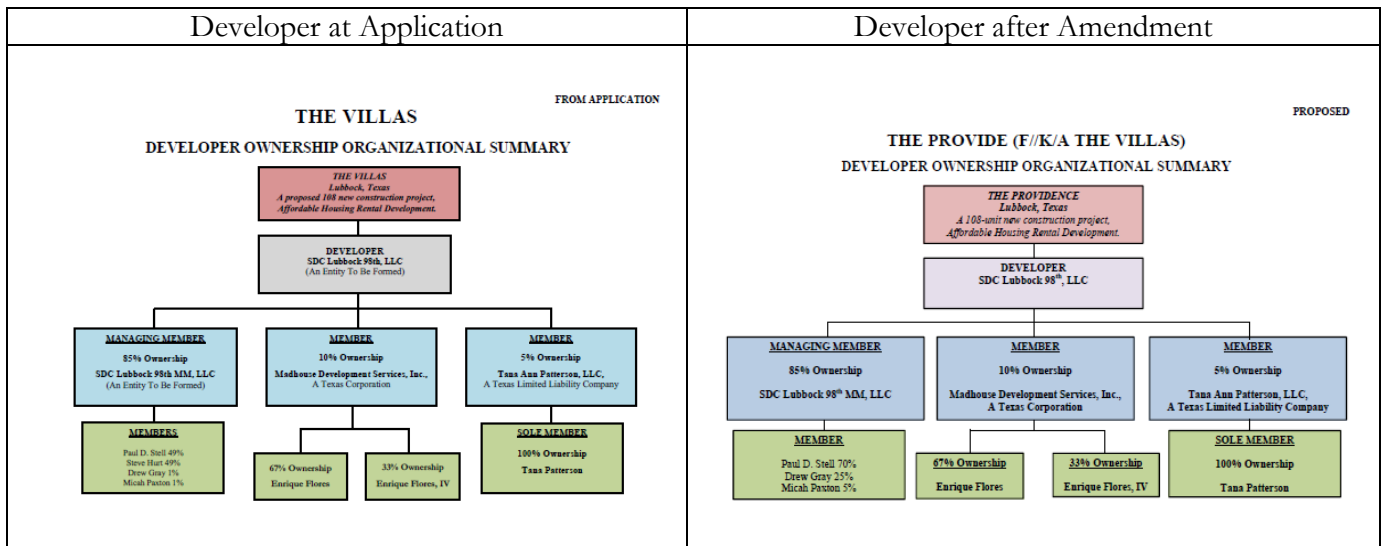 Developer at Application
FROM APPLICATION
THE VILLAS
DEVELOPER OWNERSHIP ORGANIZATIONAL SUMMARY
THE VILLAS
Lubbock, Texas
A proposed 108 new construction project,
Affordable Housing Rental Development.
DEVELOPER
SDC Lubbock 98th, LLC
(An Entity To Be Formed)
MANAGING MEMBER
85% Ownership
SDC Lubbock 98th MM, LLC
(An Entity To Be Formed)
MEMBER
10% Ownership
Madhouse Development Services, Inc.,
A Texas Corporation
MEMBER
5% Ownership
Tana Ann Patterson, LLC,
A Texas Limited Liability Company
MEMBERS
Paul D. Stell 49%
Steve Hurt 49%
Drew Gray 1%
Micah Paxton 1%
67% Ownership
Enrique Flores
33% Ownership
Enrique Flores, IV
SOLE MEMBER
100% Ownership
Tana Patterson
Developer after Amendment
PROPOSED
THE PROVIDE (F//K/A THE VILLAS)
DEVELOPER OWNERSHIP ORGANIZATIONAL SUMMARY
THE PROVIDENCE
Lubbock, Texas
A 108-unit new construction project,
Affordable Housing Rental Development.
DEVELOPER
SDC Lubbock 98th, LLC
MANAGING MEMBER
85% Ownership
SDC Lubbock 98th MM, LLC
MEMBER
10% Ownership
Madhouse Development Services, Inc.,
A Texas Corporation
MEMBER
5% Ownership
Tana Ann Patterson, LLC,
A Texas Limited Liability Company
MEMBER
Paul D. Stell 70%
Drew Gray 25%
Micah Paxton 5%
67% Ownership
Enrique Flores
33% Ownership
Enrique Flores, IV
SOLE MEMBER
100% Ownership
Tana Patterson